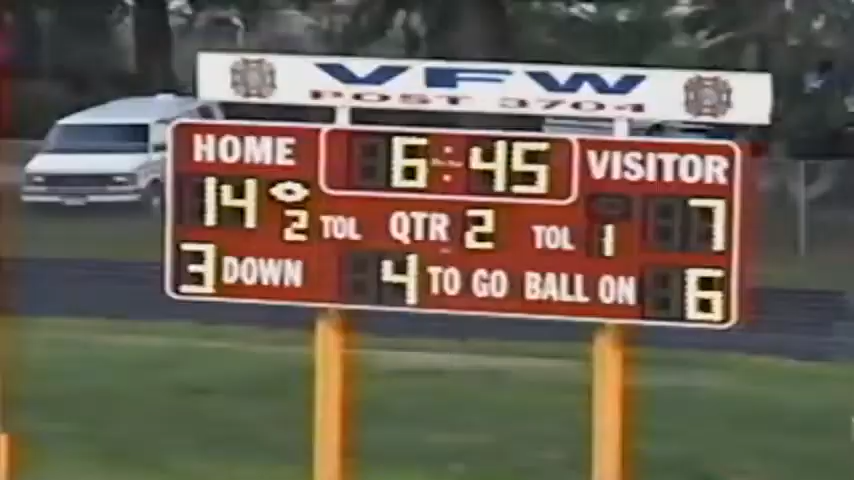 VFW
POST 3704
HOME 6:45 VISITOR
14 2 TOL QTR 2 TOL 1 7
3 DOWN 4 TO GO BALL ON 6